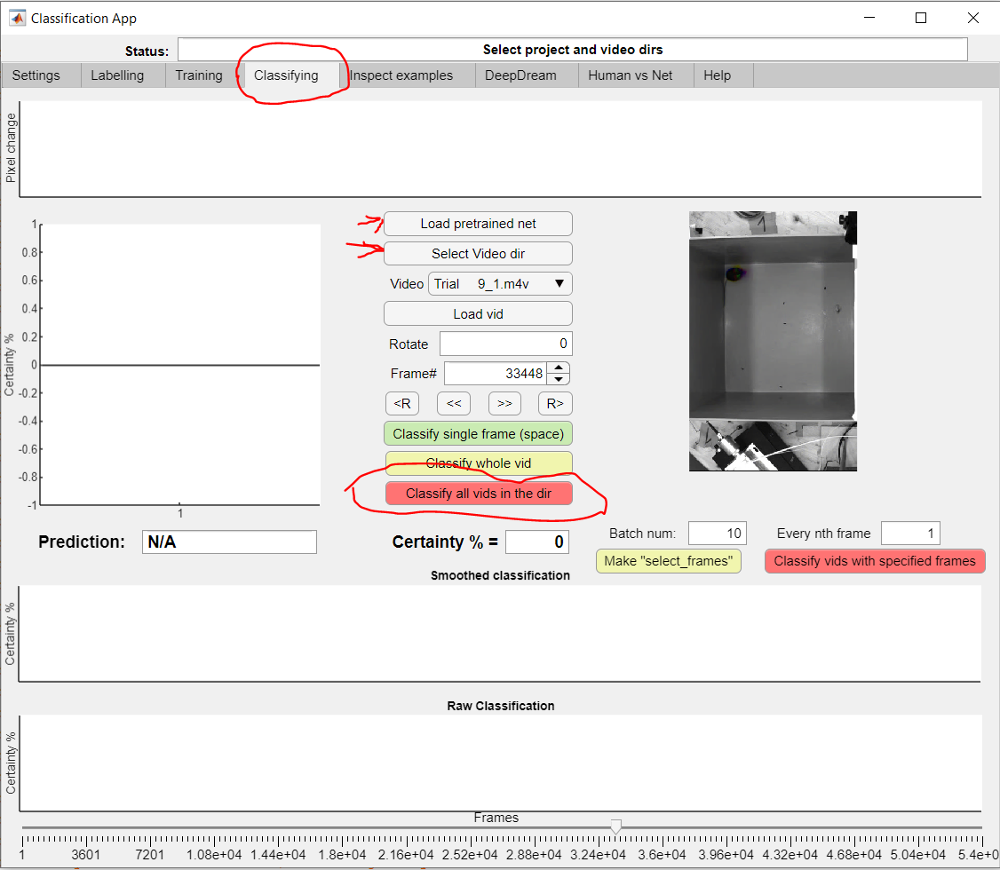 Classification App
Status: Select project and video dirs
Settings Labelling Training Classifying Inspect examples DeepDream Human vs Net Help
Pixel change
Load pretrained net
Select Video dir
Video Trial 9_1.m4v
Load vid
Rotate 0
Frame# 33448
<R << >> R>
Classify single frame (space)
Classify whole vid
Classify all vids in the dir
Certainty %
1
0.8
0.6
0.4
0.2
0
-0.2
-0.4
-0.6
-0.8
-1
1
Prediction: N/A Certainty % = 0 Batch num: 10 Every nth frame 1
Make "select_frames" Classify vids with specified frames
Smoothed classification
Certainty %
Raw Classification
Certainty %
Frames
1 3601 7201 1.08e+04 1.44e+04 1.8e+04 2.16e+04 2.52e+04 2.88e+04 3.24e+04 3.6e+04 3.96e+04 4.32e+04 4.68e+04 5.04e+04 5.4e+0